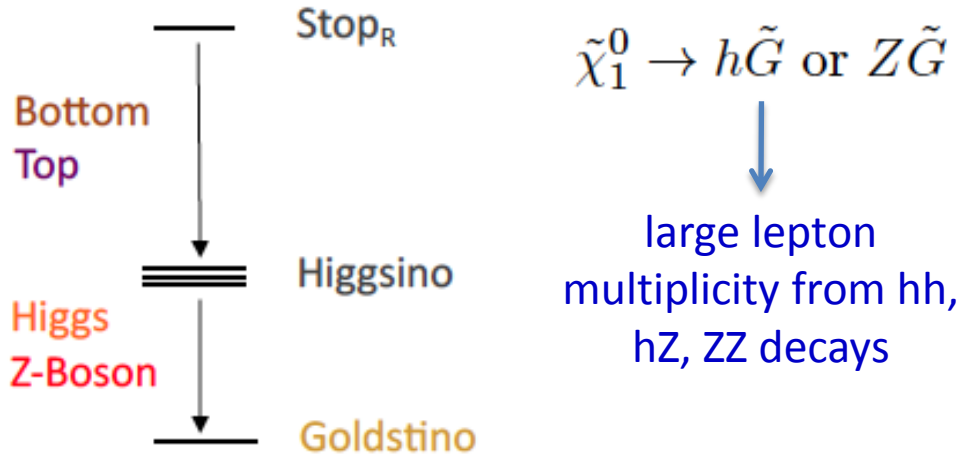 Stop_R
Bottom
Top
Higgsino
Higgs
Z-Boson
Goldstino
χ̃₁⁰ → hG̃ or ZG̃
large lepton
multiplicity from hh,
hZ, ZZ decays